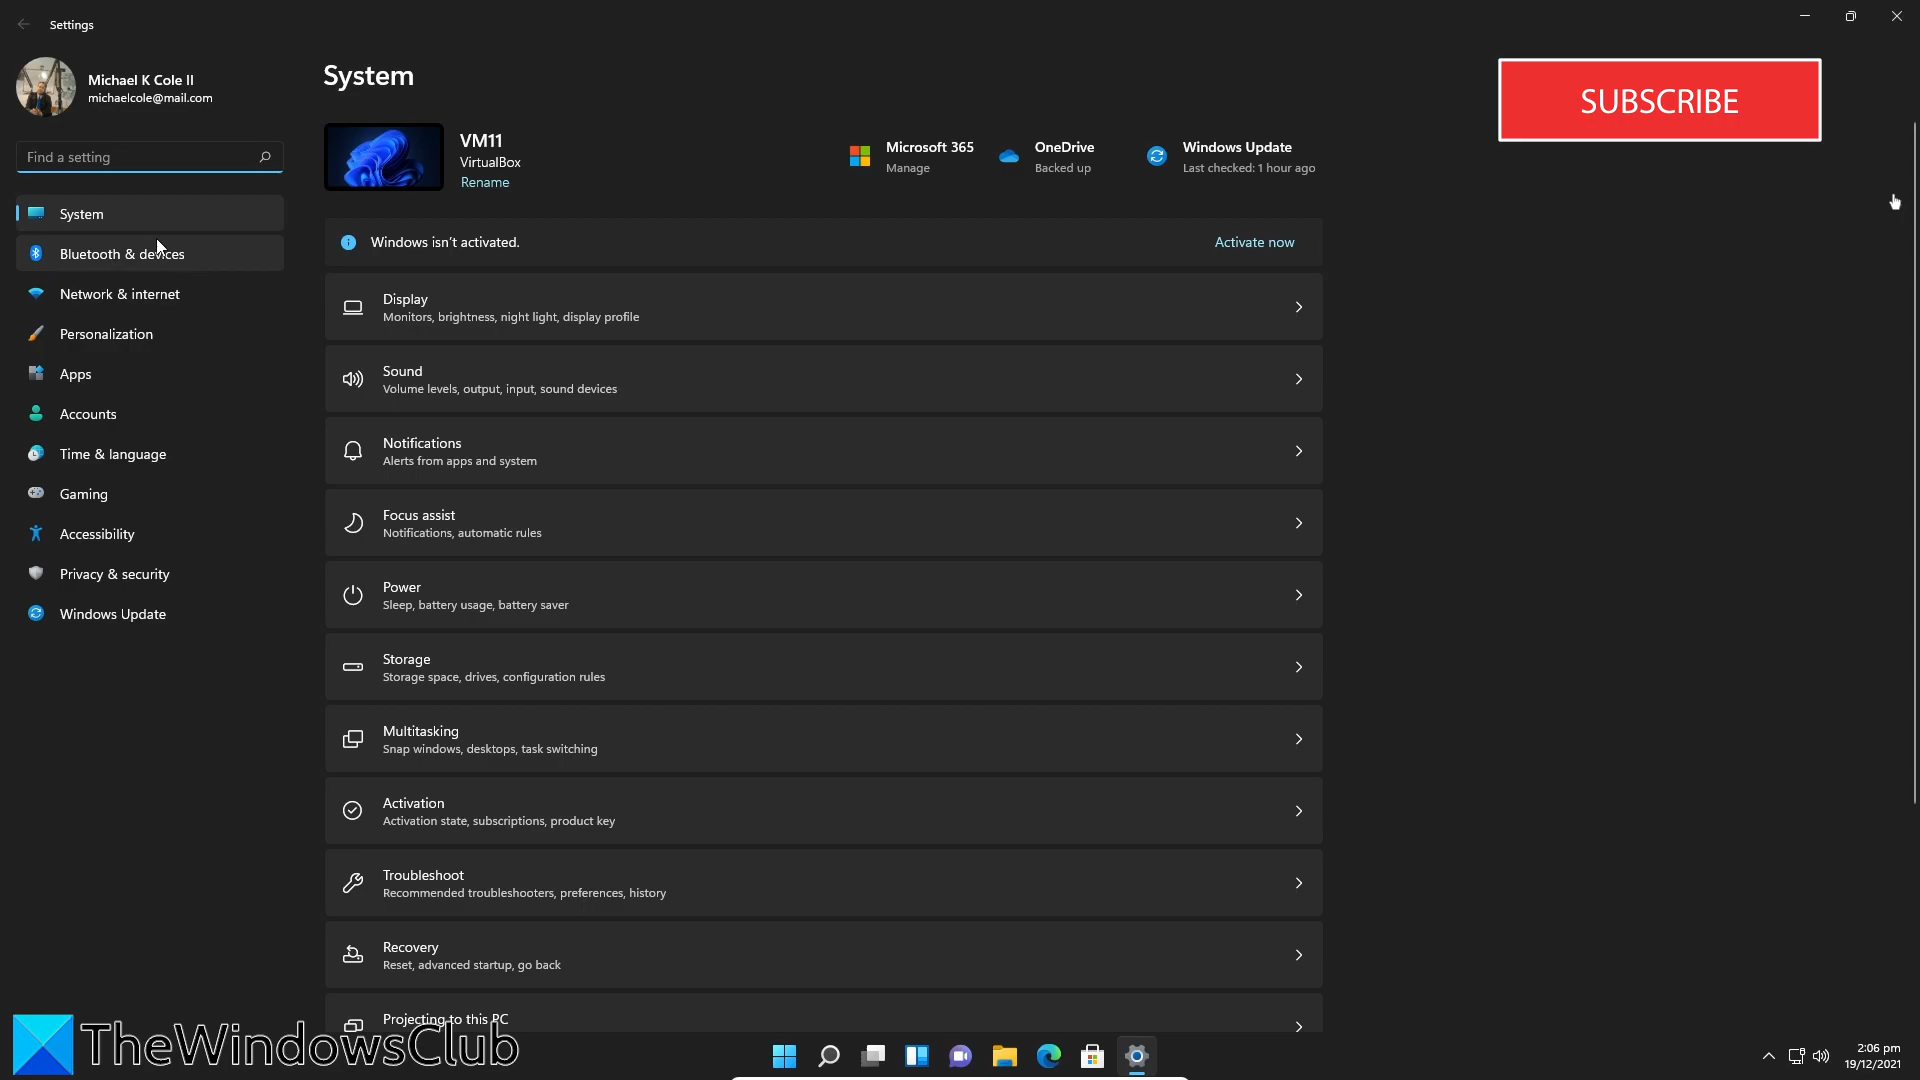 Settings
Michael K Cole II
michaelcole@mail.com
Find a setting
System
Bluetooth & devices
Network & internet
Personalization
Apps
Accounts
Time & language
Gaming
Accessibility
Privacy & security
Windows Update
System
VM11
VirtualBox
Rename
Microsoft 365
Manage
OneDrive
Backed up
Windows Update
Last checked: 1 hour ago
SUBSCRIBE
Windows isn't activated.
Activate now
Display
Monitors, brightness, night light, display profile
Sound
Volume levels, output, input, sound devices
Notifications
Alerts from apps and system
Focus assist
Notifications, automatic rules
Power
Sleep, battery usage, battery saver
Storage
Storage space, drives, configuration rules
Multitasking
Snap windows, desktops, task switching
Activation
Activation state, subscriptions, product key
Troubleshoot
Recommended troubleshooters, preferences, history
Recovery
Reset, advanced startup, go back
Projecting to this PC
TheWindowsClub
2:06 pm
19/12/2021